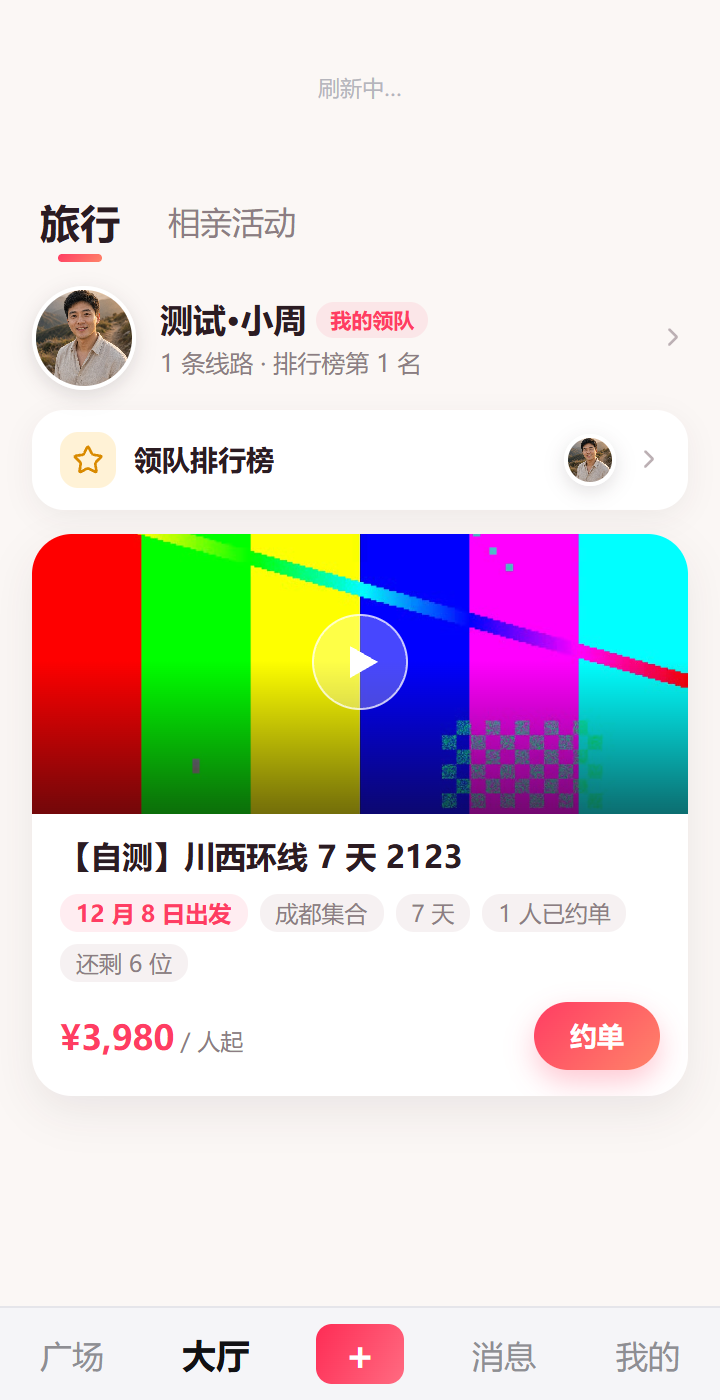 刷新中...
旅行 相亲活动
测试•小周 我的领队
1 条线路 · 排行榜第 1 名
领队排行榜
【自测】川西环线 7 天 2123
12 月 8 日出发 成都集合 7 天 1 人已约单
还剩 6 位
¥3,980 / 人起 约单
广场 大厅 + 消息 我的